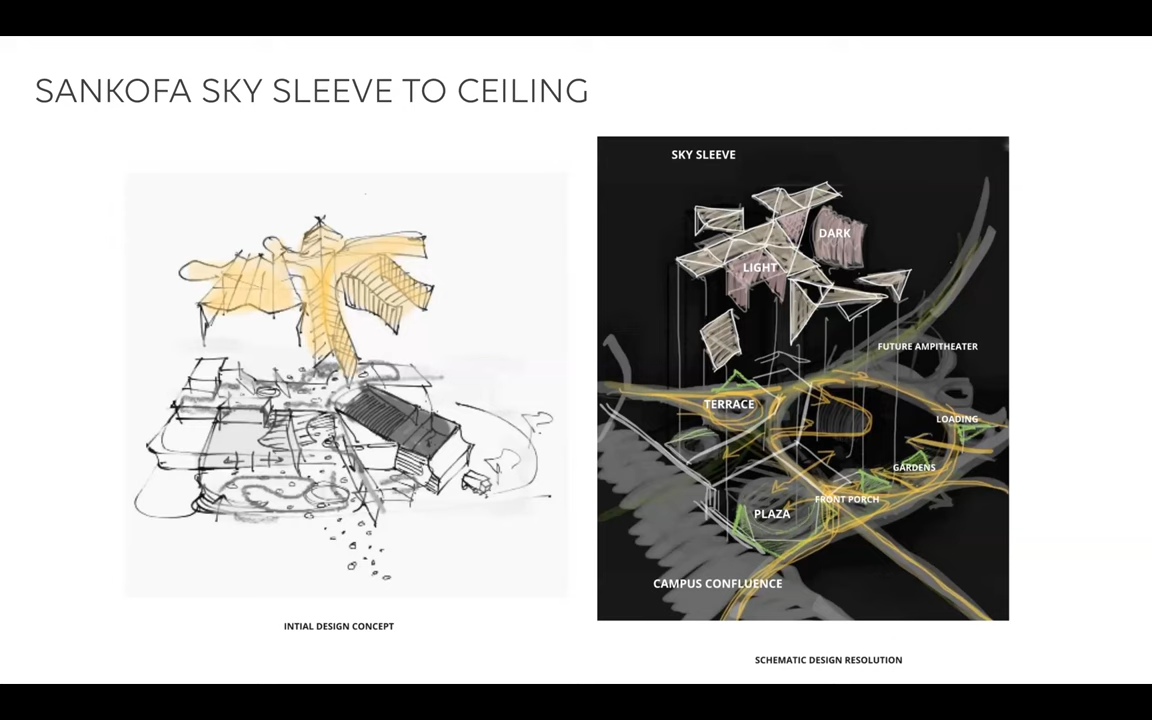 SANKOFA SKY SLEEVE TO CEILING
SKY SLEEVE
DARK
LIGHT
FUTURE AMPITHEATER
TERRACE
LOADING
GARDENS
FRONT PORCH
PLAZA
CAMPUS CONFLUENCE
INTIAL DESIGN CONCEPT
SCHEMATIC DESIGN RESOLUTION